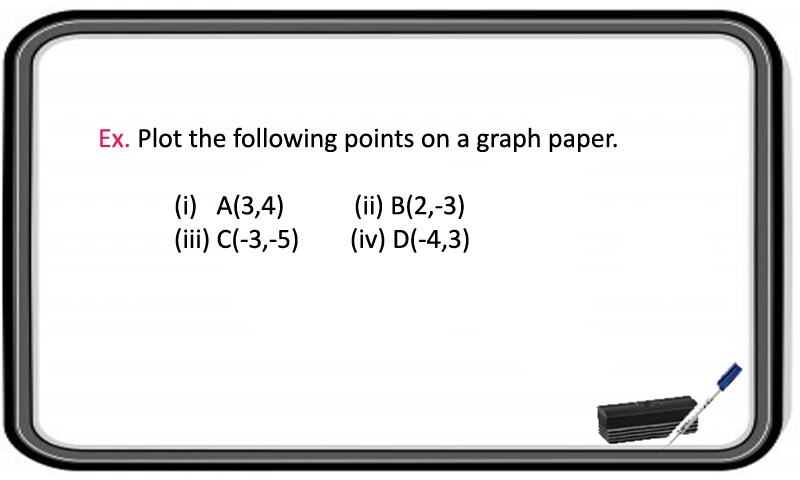 Ex. Plot the following points on a graph paper.
(i) A(3,4) (ii) B(2,-3)
(iii) C(-3,-5) (iv) D(-4,3)